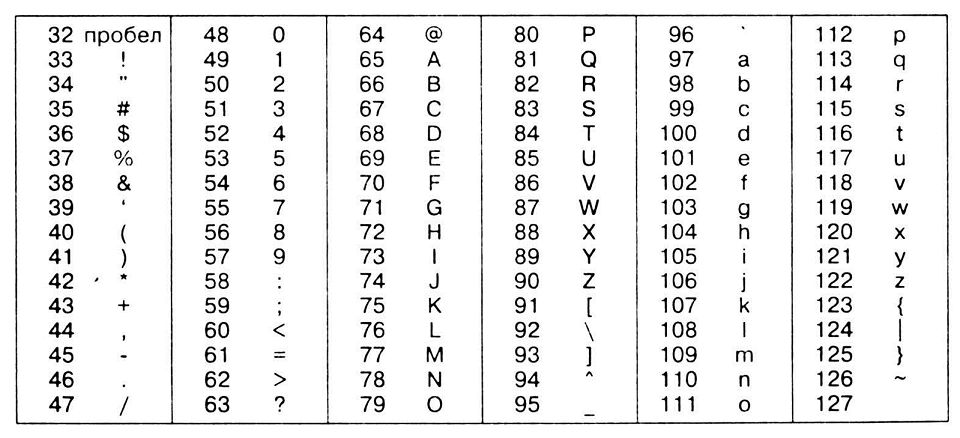 32 пробел 48 0 64 @ 80 P 96 ` 112 p
33 ! 49 1 65 A 81 Q 97 a 113 q
34 " 50 2 66 B 82 R 98 b 114 r
35 # 51 3 67 C 83 S 99 c 115 s
36 $ 52 4 68 D 84 T 100 d 116 t
37 % 53 5 69 E 85 U 101 e 117 u
38 & 54 6 70 F 86 V 102 f 118 v
39 ‘ 55 7 71 G 87 W 103 g 119 w
40 ( 56 8 72 H 88 X 104 h 120 x
41 ) 57 9 73 I 89 Y 105 i 121 y
42 * 58 : 74 J 90 Z 106 j 122 z
43 + 59 ; 75 K 91 [ 107 k 123 {
44 , 60 < 76 L 92 \ 108 l 124 |
45 - 61 = 77 M 93 ] 109 m 125 }
46 . 62 > 78 N 94 ^ 110 n 126 ~
47 / 63 ? 79 O 95 _ 111 o 127